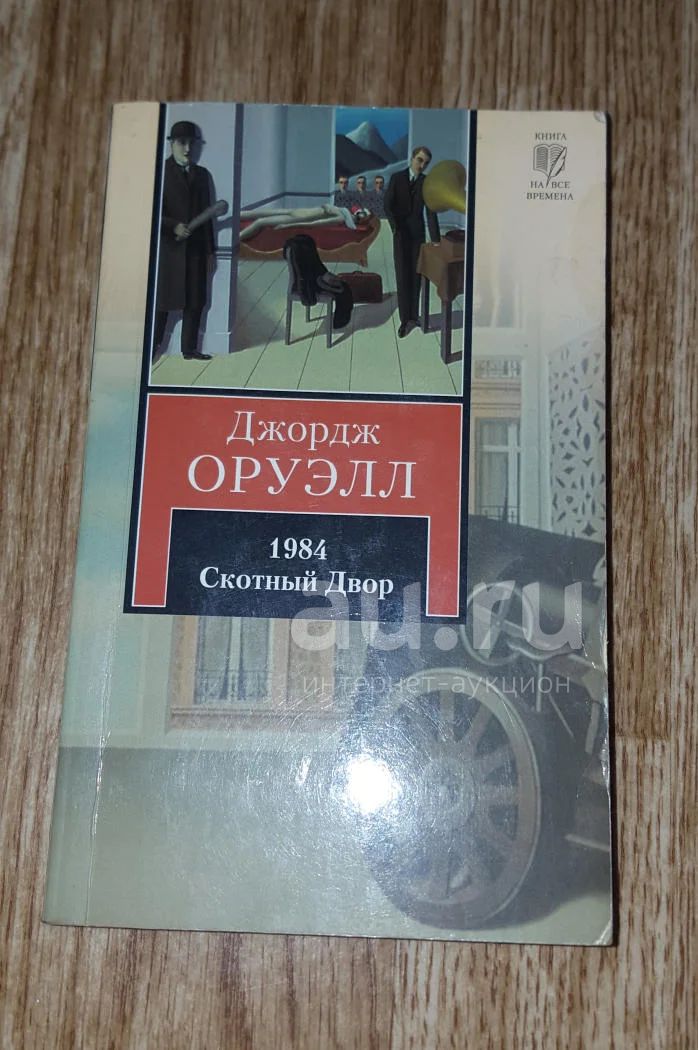 КНИГА
НА ВСЕ
ВРЕМЕНА
Джордж
ОРУЭЛЛ
1984
Скотный Двор
au.ru
интернет-аукцион